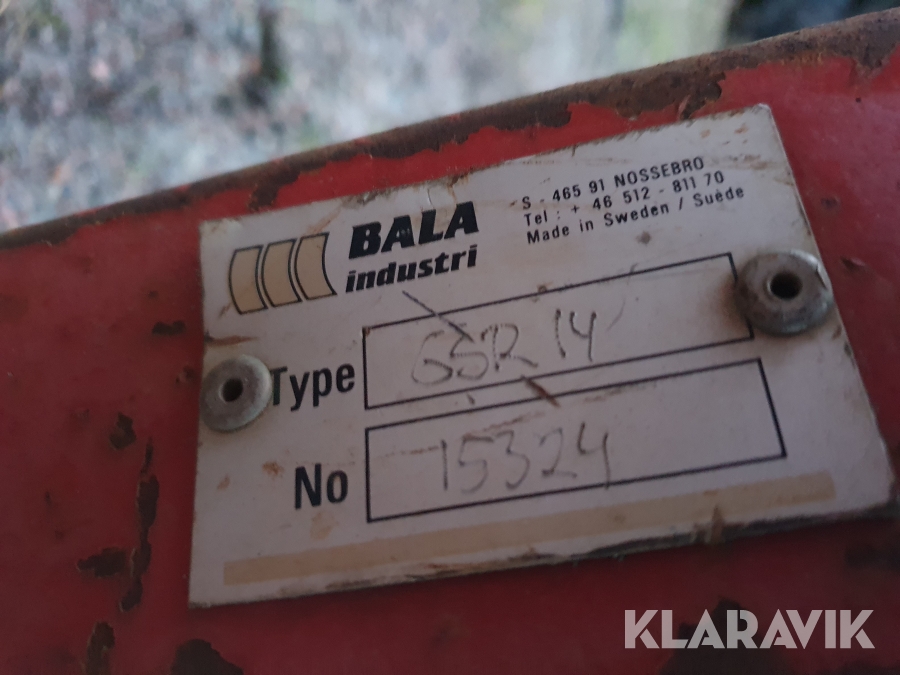 BALA
industri
S - 465 91 NOSSEBRO
Tel : + 46 512 - 811 70
Made in Sweden / Suède
Type GSR 14
No 15324
KLARAVIK